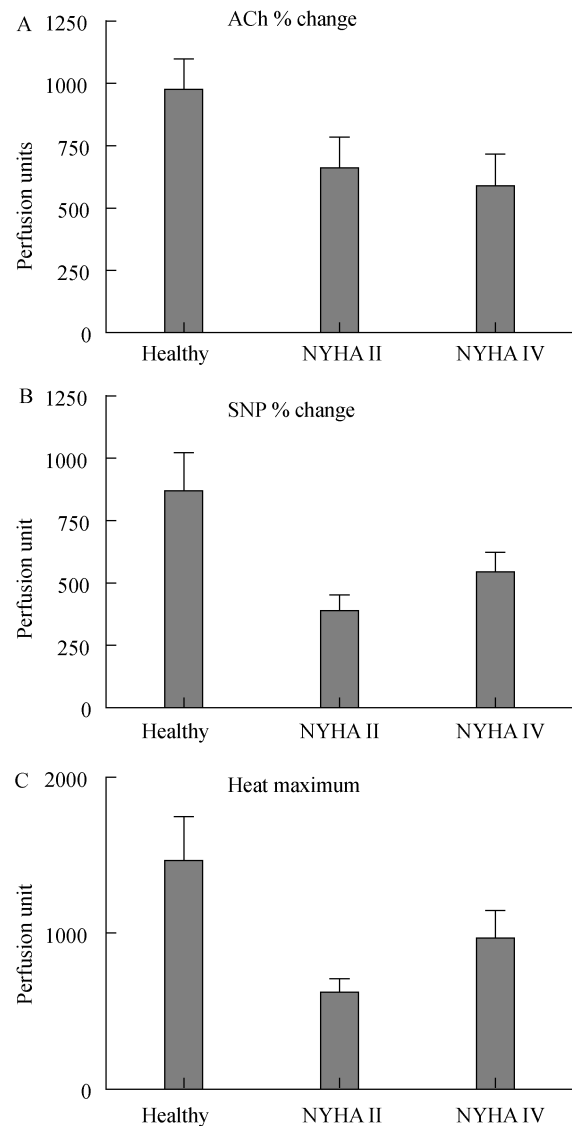 A
ACh % change
1250
1000
750
500
250
0
Perfusion units
Healthy NYHA II NYHA IV
B
SNP % change
1250
1000
750
500
250
0
Perfusion unit
Healthy NYHA II NYHA IV
C
Heat maximum
2000
1000
0
Perfusion unit
Healthy NYHA II NYHA IV